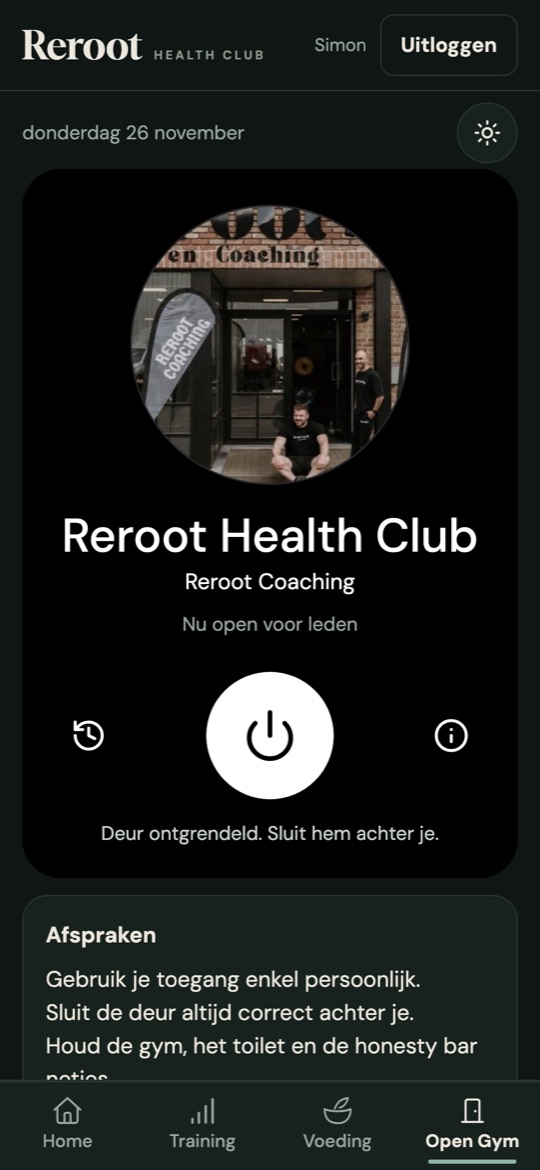 Reroot HEALTH CLUB
Simon
Uitloggen
donderdag 26 november
en Coaching
REROOT
COACHING
Reroot Health Club
Reroot Coaching
Nu open voor leden
Deur ontgrendeld. Sluit hem achter je.
Afspraken
Gebruik je toegang enkel persoonlijk.
Sluit de deur altijd correct achter je.
Houd de gym, het toilet en de honesty bar
Home
Training
Voeding
Open Gym